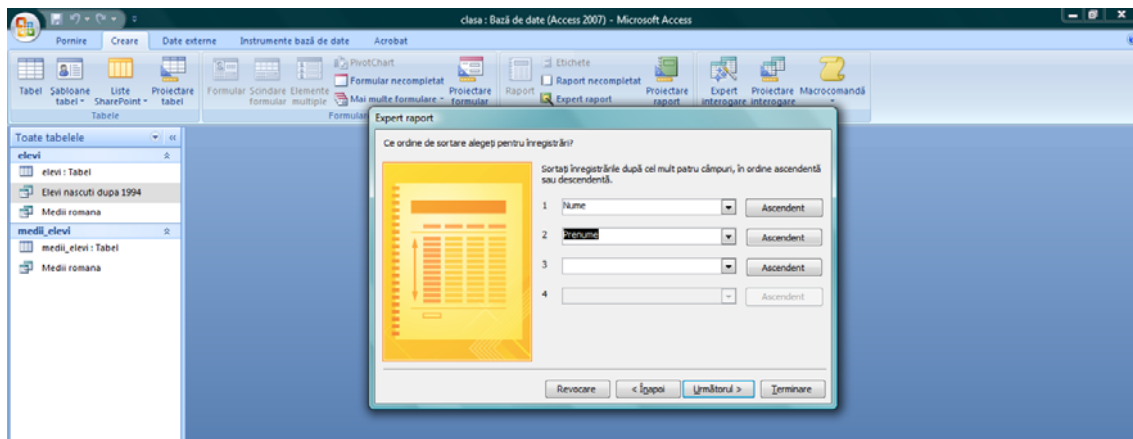 clasa : Bază de date (Access 2007) - Microsoft Access
Pornire Creare Date externe Instrumente bază de date Acrobat
Tabel Șabloane tabel Liste SharePoint Proiectare tabel
Tabele
Formular Scindare formular Elemente multiple
PivotChart
Formular necompletat
Mai multe formulare
Proiectare formular
Formular
Raport
Etichete
Raport necompletat
Expert raport
Proiectare raport
Expert interogare Proiectare interogare Macrocomandă
Toate tabelele
elevi
elevi : Tabel
Elevi nascuti dupa 1994
Medii romana
medii_elevi
medii_elevi : Tabel
Medii romana
Expert raport
Ce ordine de sortare alegeți pentru înregistrări?
Sortați înregistrările după cel mult patru câmpuri, în ordine ascendentă
sau descendentă.
1 Nume Ascendent
2 Prenume Ascendent
3 Ascendent
4 Ascendent
Revocare < Înapoi Următorul > Terminare